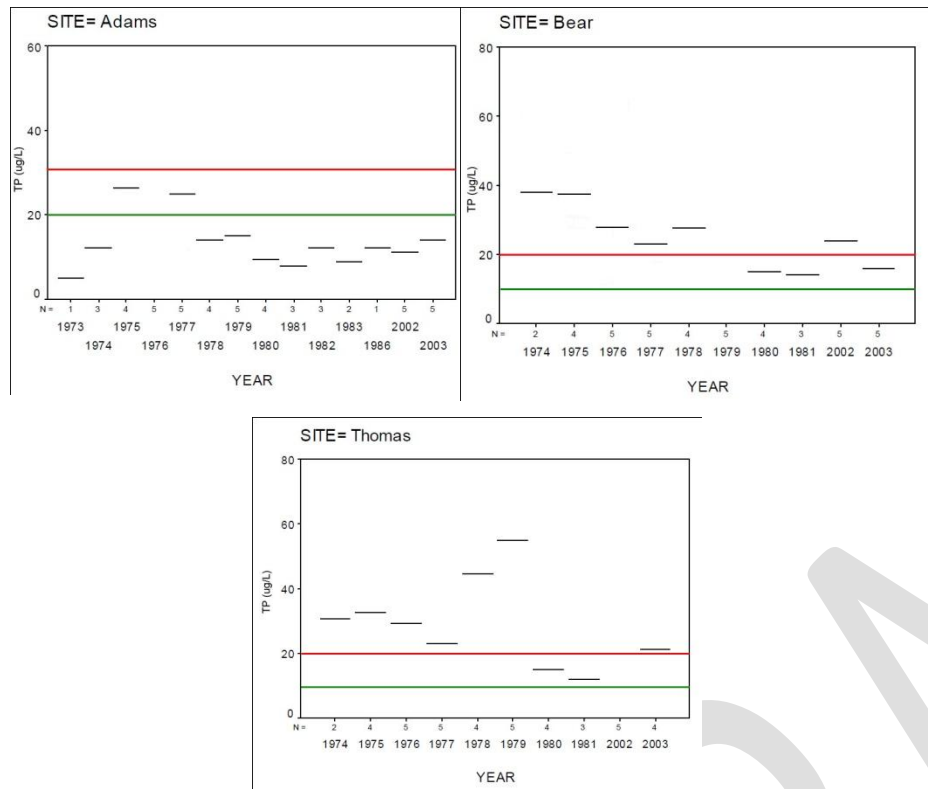 SITE= Adams
60
40
20
0
TP (ug/L)
N = 1 3 4 5 5 4 5 4 3 3 2 1 5 5
1973 1975 1977 1979 1981 1983 2002
1974 1976 1978 1980 1982 1986 2003
YEAR
SITE= Bear
80
60
40
20
0
TP (ug/L)
N = 2 4 5 5 4 5 4 3 5 5
1974 1975 1976 1977 1978 1979 1980 1981 2002 2003
YEAR
SITE= Thomas
80
60
40
20
0
TP (ug/L)
N = 2 4 5 5 4 5 4 3 5 4
1974 1975 1976 1977 1978 1979 1980 1981 2002 2003
YEAR